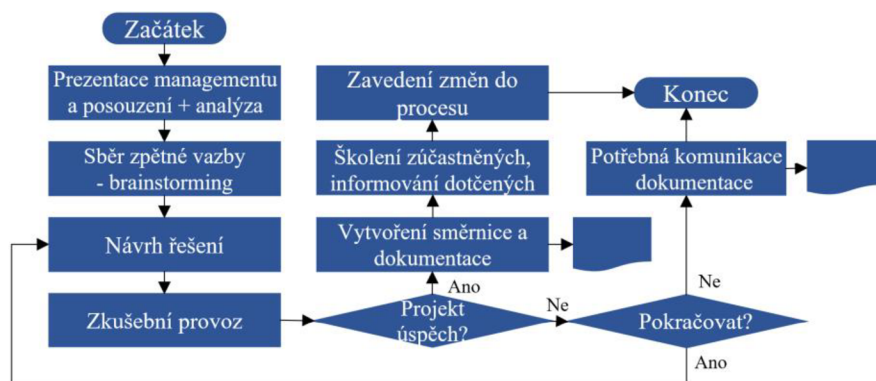 Začátek
Prezentace managementu
a posouzení + analýza
Sběr zpětné vazby
- brainstorming
Návrh řešení
Zkušební provoz
Projekt
úspěch?
Ano
Vytvoření směrnice a
dokumentace
Školení zúčastněných,
informování dotčených
Zavedení změn do
procesu
Ne
Pokračovat?
Ano
Ne
Potřebná komunikace
dokumentace
Konec